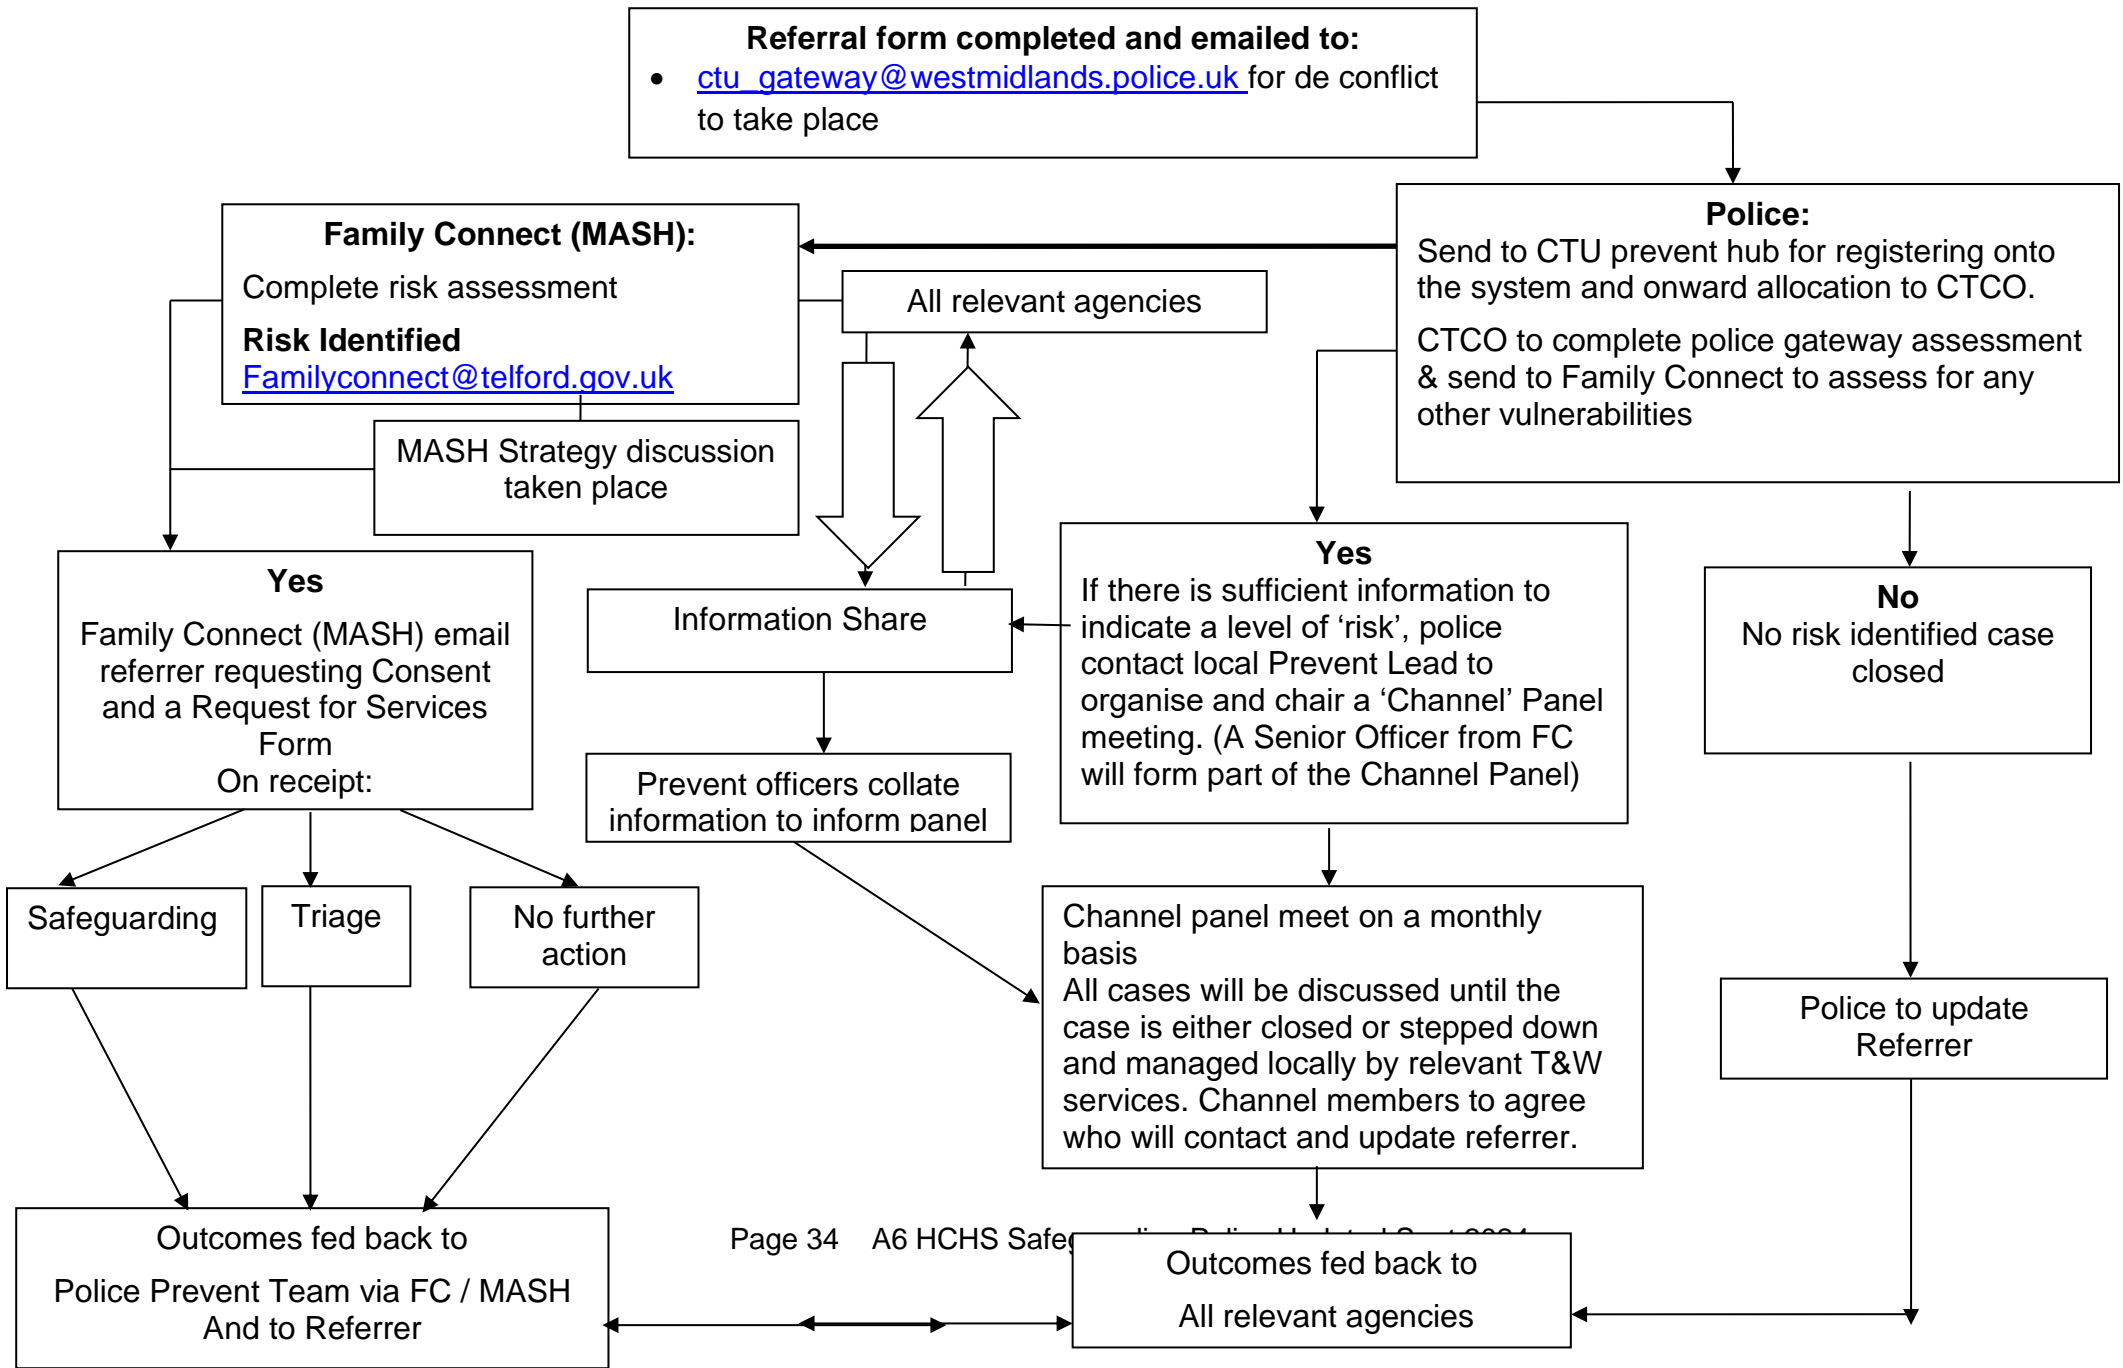 Referral form completed and emailed to:
• ctu_gateway@westmidlands.police.uk for de conflict
to take place
Police:
Send to CTU prevent hub for registering onto
the system and onward allocation to CTCO.
CTCO to complete police gateway assessment
& send to Family Connect to assess for any
other vulnerabilities
Family Connect (MASH):
Complete risk assessment
Risk Identified
Familyconnect@telford.gov.uk
All relevant agencies
MASH Strategy discussion
taken place
Yes
Family Connect (MASH) email
referrer requesting Consent
and a Request for Services
Form
On receipt:
Information Share
Yes
If there is sufficient information to
indicate a level of ‘risk’, police
contact local Prevent Lead to
organise and chair a ‘Channel’ Panel
meeting. (A Senior Officer from FC
will form part of the Channel Panel)
No
No risk identified case
closed
Prevent officers collate
information to inform panel
Safeguarding
Triage
No further
action
Channel panel meet on a monthly
basis
All cases will be discussed until the
case is either closed or stepped down
and managed locally by relevant T&W
services. Channel members to agree
who will contact and update referrer.
Police to update
Referrer
Outcomes fed back to
Police Prevent Team via FC / MASH
And to Referrer
Page 34 A6 HCHS
Outcomes fed back to
All relevant agencies